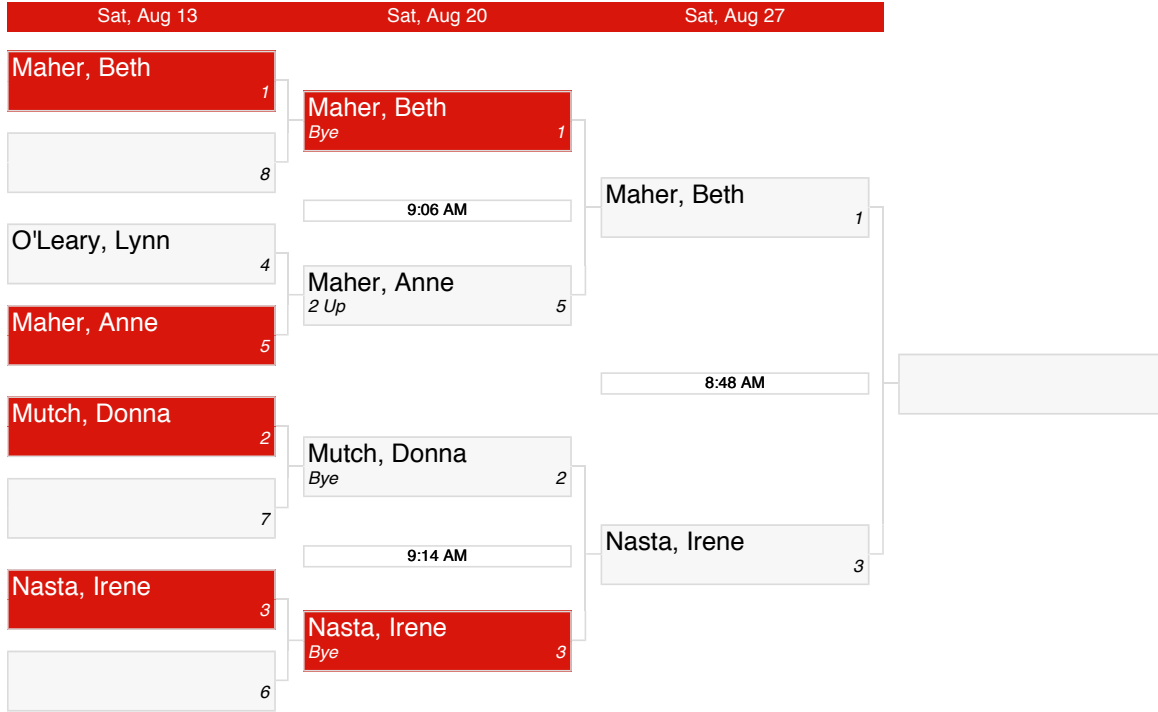 Sat, Aug 13
Sat, Aug 20
Sat, Aug 27
Maher, Beth
1
8
O'Leary, Lynn
4
Maher, Anne
5
Mutch, Donna
2
7
Nasta, Irene
3
6
Maher, Beth
Bye 1
9:06 AM
Maher, Anne
2 Up 5
Mutch, Donna
Bye 2
9:14 AM
Nasta, Irene
Bye 3
Maher, Beth
1
8:48 AM
Nasta, Irene
3